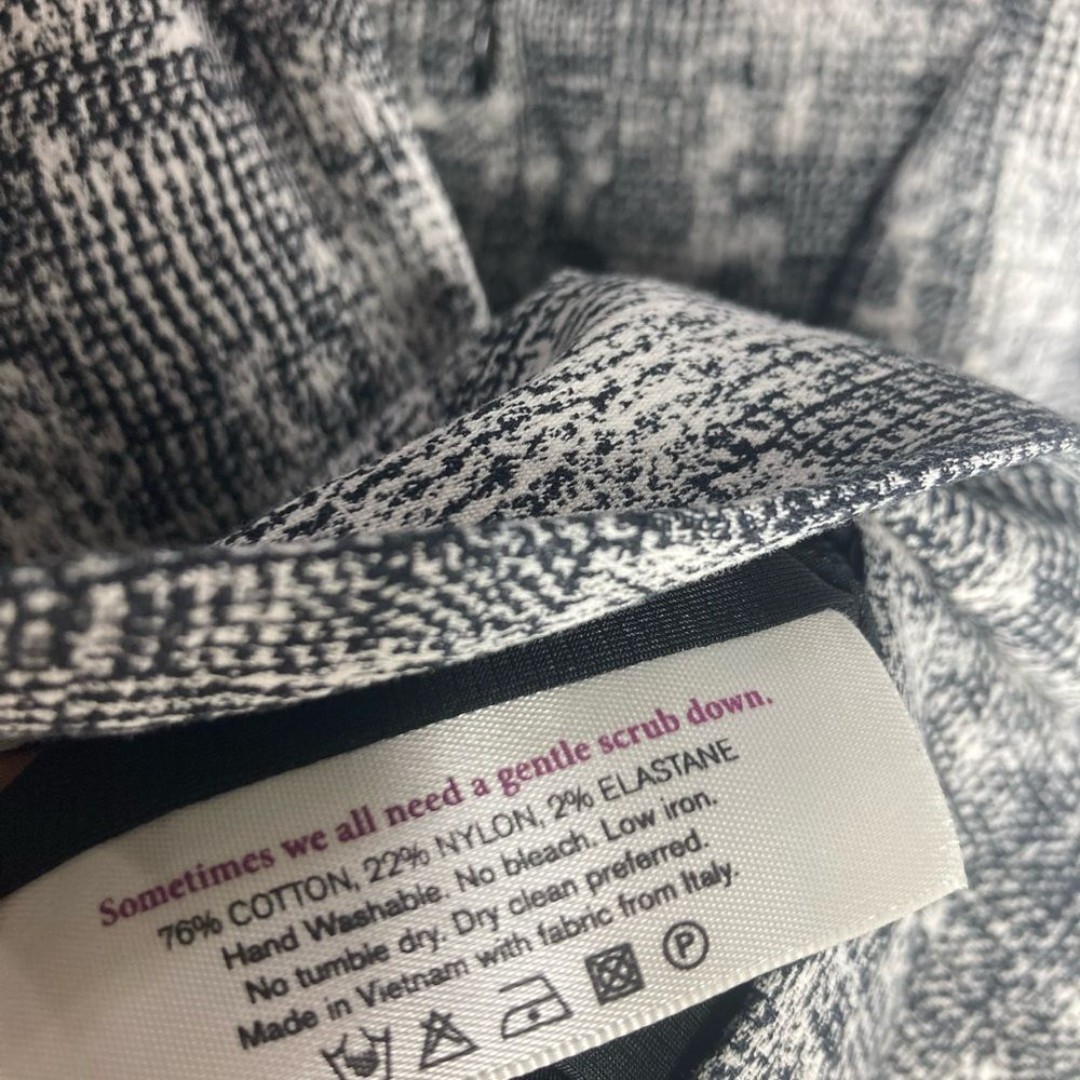 Sometimes we all need a gentle scrub down.
76% COTTON, 22% NYLON, 2% ELASTANE
Hand Washable. No bleach. Low iron.
No tumble dry. Dry clean preferred.
Made in Vietnam with fabric from Italy.
P